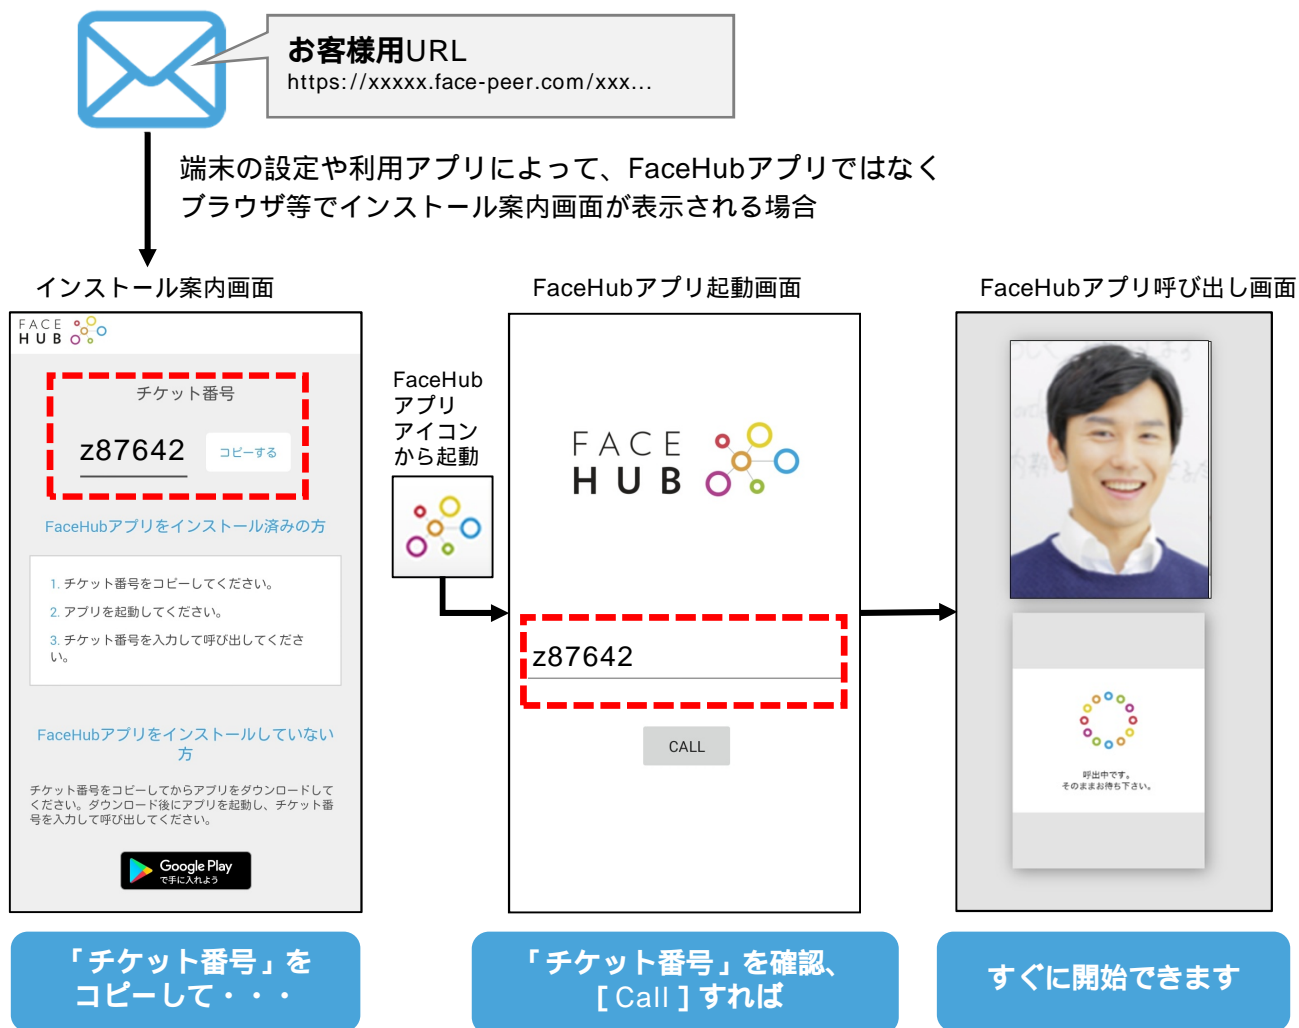 お客様用URL
https://xxxxx.face-peer.com/xxx...
端末の設定や利用アプリによって、FaceHubアプリではなく
ブラウザ等でインストール案内画面が表示される場合
インストール案内画面
FACE
HUB
チケット番号
z87642
コピーする
FaceHubアプリをインストール済みの方
1. チケット番号をコピーしてください。
2. アプリを起動してください。
3. チケット番号を入力して呼び出してくださ
い。
FaceHubアプリをインストールしていない
方
チケット番号をコピーしてからアプリをダウンロードして
ください。ダウンロード後にアプリを起動し、チケット番
号を入力して呼び出してください。
Google Play
で手に入れよう
「チケット番号」を
コピーして・・・
FaceHub
アプリ
アイコン
から起動
FaceHubアプリ起動画面
FACE
HUB
z87642
CALL
「チケット番号」を確認、
[ Call ] すれば
FaceHubアプリ呼び出し画面
呼出中です。
そのままお待ち下さい。
すぐに開始できます